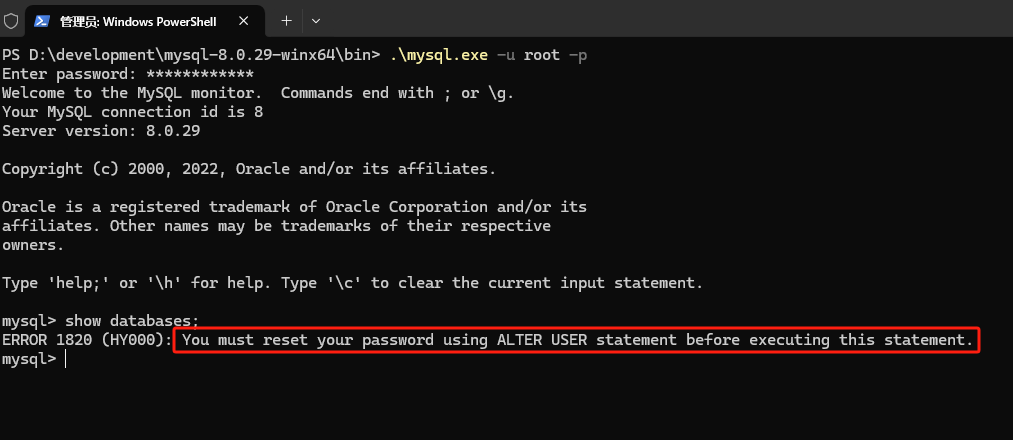 管理员: Windows PowerShell
PS D:\development\mysql-8.0.29-winx64\bin> .\mysql.exe -u root -p
Enter password: ************
Welcome to the MySQL monitor.  Commands end with ; or \g.
Your MySQL connection id is 8
Server version: 8.0.29
Copyright (c) 2000, 2022, Oracle and/or its affiliates.
Oracle is a registered trademark of Oracle Corporation and/or its
affiliates. Other names may be trademarks of their respective
owners.
Type 'help;' or '\h' for help. Type '\c' to clear the current input statement.
mysql> show databases;
ERROR 1820 (HY000): You must reset your password using ALTER USER statement before executing this statement.
mysql>